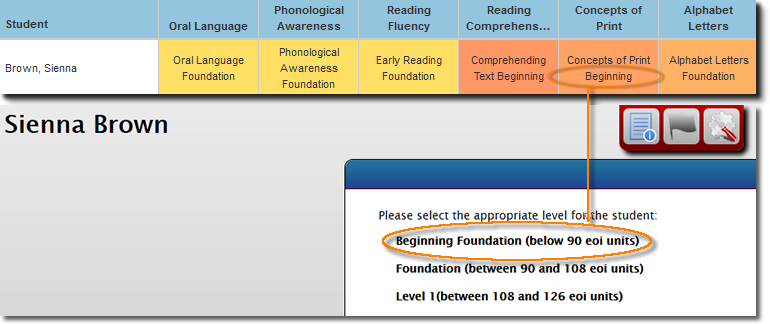 Student
Oral Language
Phonological
Awareness
Reading
Fluency
Reading
Comprehens...
Concepts of
Print
Alphabet
Letters
Brown, Sienna
Oral Language
Foundation
Phonological
Awareness
Foundation
Early Reading
Foundation
Comprehending
Text Beginning
Concepts of Print
Beginning
Alphabet Letters
Foundation
Sienna Brown
Please select the appropriate level for the student:
Beginning Foundation (below 90 eoi units)
Foundation (between 90 and 108 eoi units)
Level 1(between 108 and 126 eoi units)